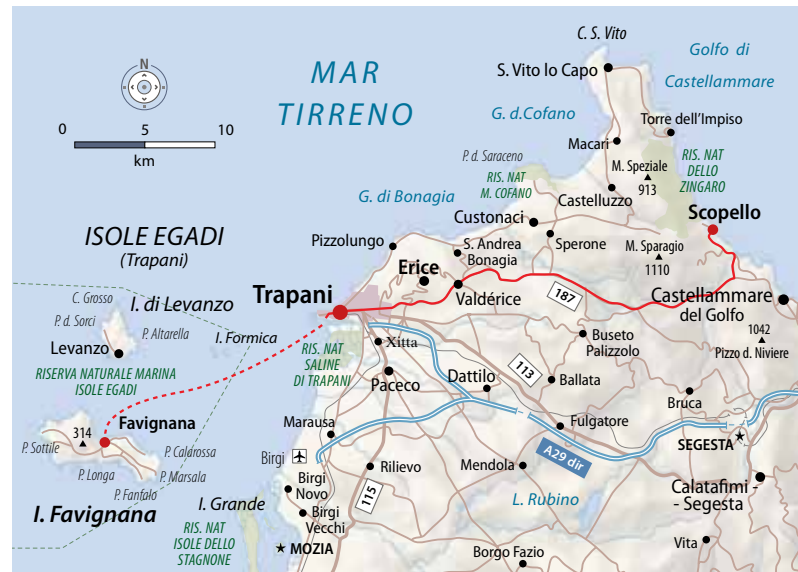 C. S. Vito
N
MAR
TIRRENO
Golfo di
Castellammare
S. Vito lo Capo
0 5 10
km
G. d.Cofano
Torre dell'Impiso
Macari
P. d. Saraceno
RIS. NAT
M. COFANO
M. Speziale
913
RIS. NAT
DELLO
ZINGARO
Castelluzzo
G. di Bonagia
Custonaci
Scopello
ISOLE EGADI
(Trapani)
Pizzolungo
S. Andrea
Bonagia
Sperone
M. Sparagio
1110
Erice
Valdérice
187
Trapani
Castellammare
del Golfo
C. Grosso
I. di Levanzo
P. d. Sorci
P. Altarella
I. Formica
Levanzo
RISERVA NATURALE MARINA
ISOLE EGADI
RIS. NAT
SALINE
DI TRAPANI
Xitta
Buseto
Palizzolo
1042
Pizzo d. Niviere
113
Paceco
Dattilo
Ballata
Bruca
Favignana
314
Marausa
Fulgatore
SEGESTA
P. Sottile
P. Calarossa
Birgi
A29 dir
P. Longa
P. Marsala
Rilievo
Mendola
P. Fanfalo
Birgi
Novo
Calatafimi -
- Segesta
I. Favignana
I. Grande
115
L. Rubino
Birgi
Vecchi
RIS. NAT
ISOLE DELLO
STAGNONE
MOZIA
Vita
Borgo Fazio